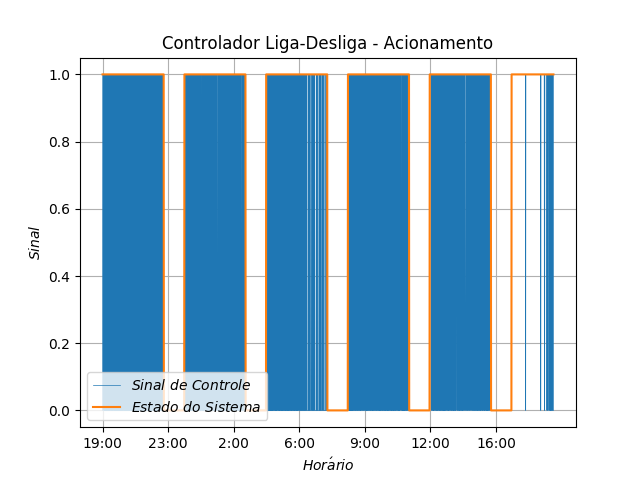 Controlador Liga-Desliga - Acionamento
1.0
0.8
0.6
0.4
0.2
0.0
Sinal
Sinal de Controle
Estado do Sistema
19:00 23:00 2:00 6:00 9:00 12:00 16:00
Horário